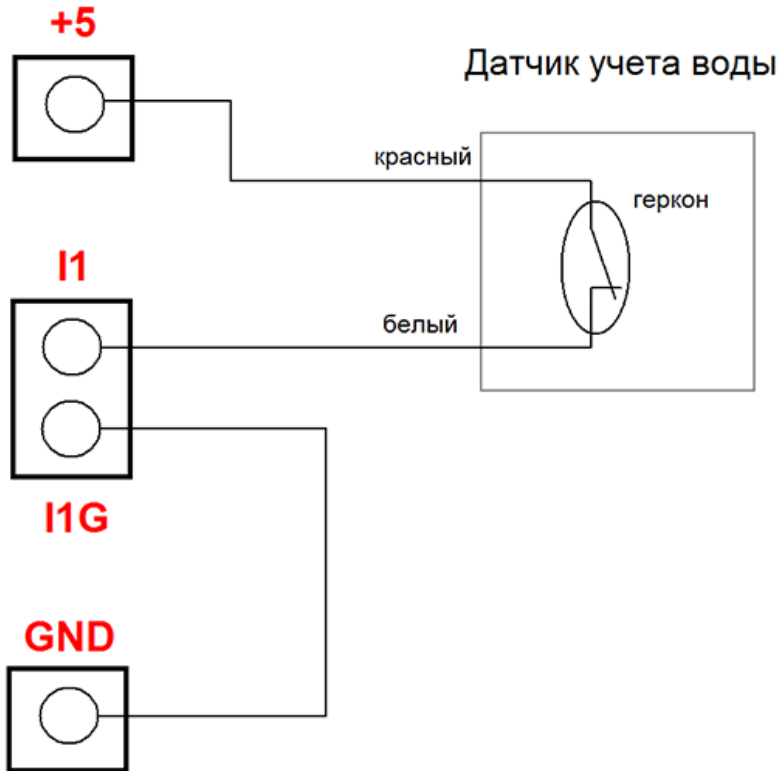 +5
Датчик учета воды
красный
геркон
I1
белый
I1G
GND